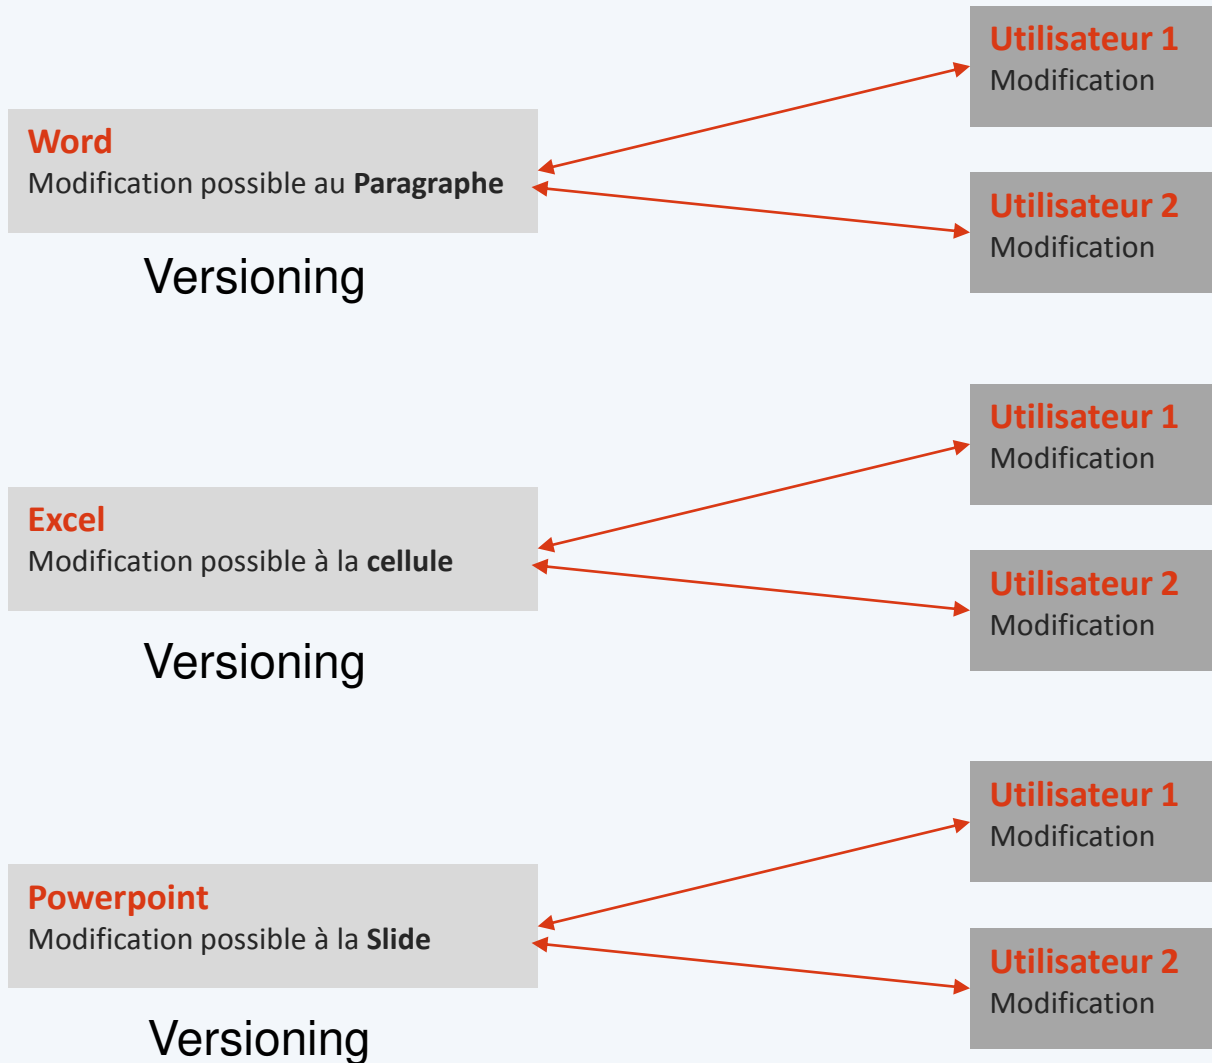 Utilisateur 1
Modification
Word
Modification possible au Paragraphe
Utilisateur 2
Modification
Versioning
Utilisateur 1
Modification
Excel
Modification possible à la cellule
Utilisateur 2
Modification
Versioning
Utilisateur 1
Modification
Powerpoint
Modification possible à la Slide
Utilisateur 2
Modification
Versioning